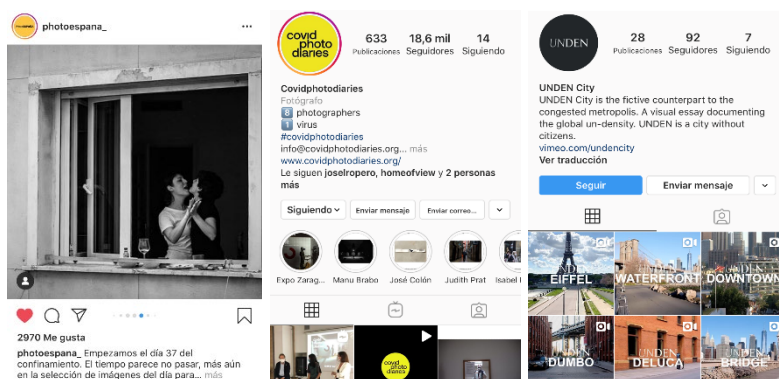 photoespana_
2970 Me gusta
photoespana_ Empezamos el día 37 del
confinamiento. El tiempo parece no pasar, más aún
en la selección de imágenes del día para... más
covid
photo
diaries
633
18,6 mil
14
Publicaciones
Seguidores
Siguiendo
Covidphotodiaries
Fotógrafo
8 photographers
1 virus
#covidphotodiaries
info@covidphotodiaries.org... más
www.covidphotodiaries.org/
Le siguen joselropero, homeofview y 2 personas
más
Siguiendo
Enviar mensaje
Enviar correo...
Expo Zarag...
Manu Brabo
José Colón
Judith Prat
Isabel
covid
photo
diaries
UNDEN
28
92
7
Publicaciones
Seguidores
Siguiendo
UNDEN City
UNDEN City is the fictive counterpart to the
congested metropolis. A visual essay documenting
the global un-density. UNDEN is a city without
citizens.
vimeo.com/undencity
Ver traducción
Seguir
Enviar mensaje
UNDEN
EIFFEL
UNDEN
WATERFRONT
UNDEN
DOWNTOWN
UNDEN
DUMBO
UNDEN
DELUCA
UNDEN
BRIDGE